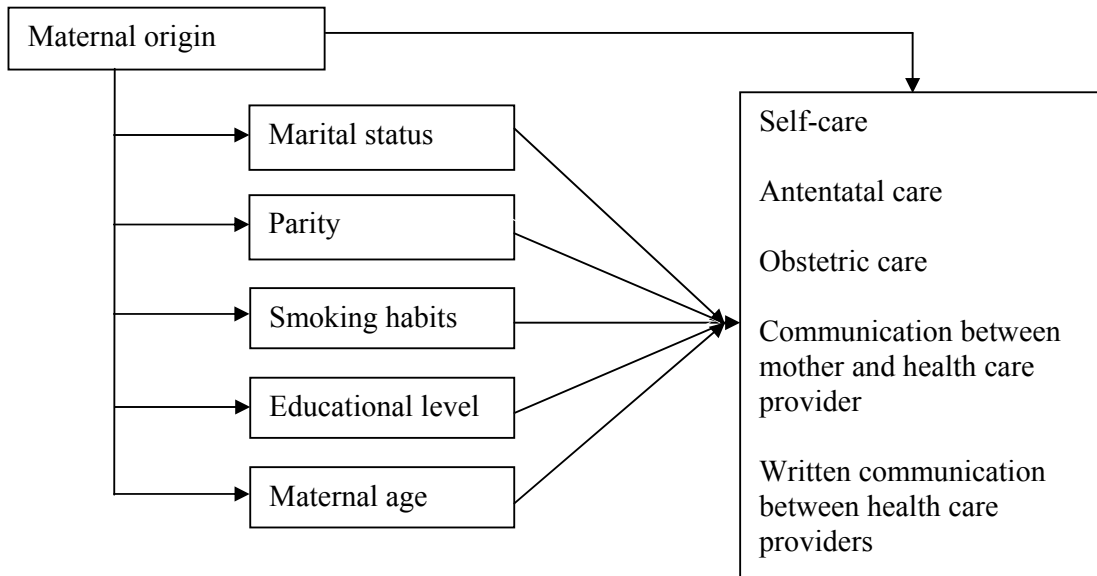 Maternal origin
Marital status
Parity
Smoking habits
Educational level
Maternal age
Self-care
Antentatal care
Obstetric care
Communication between
mother and health care
provider
Written communication
between health care
providers